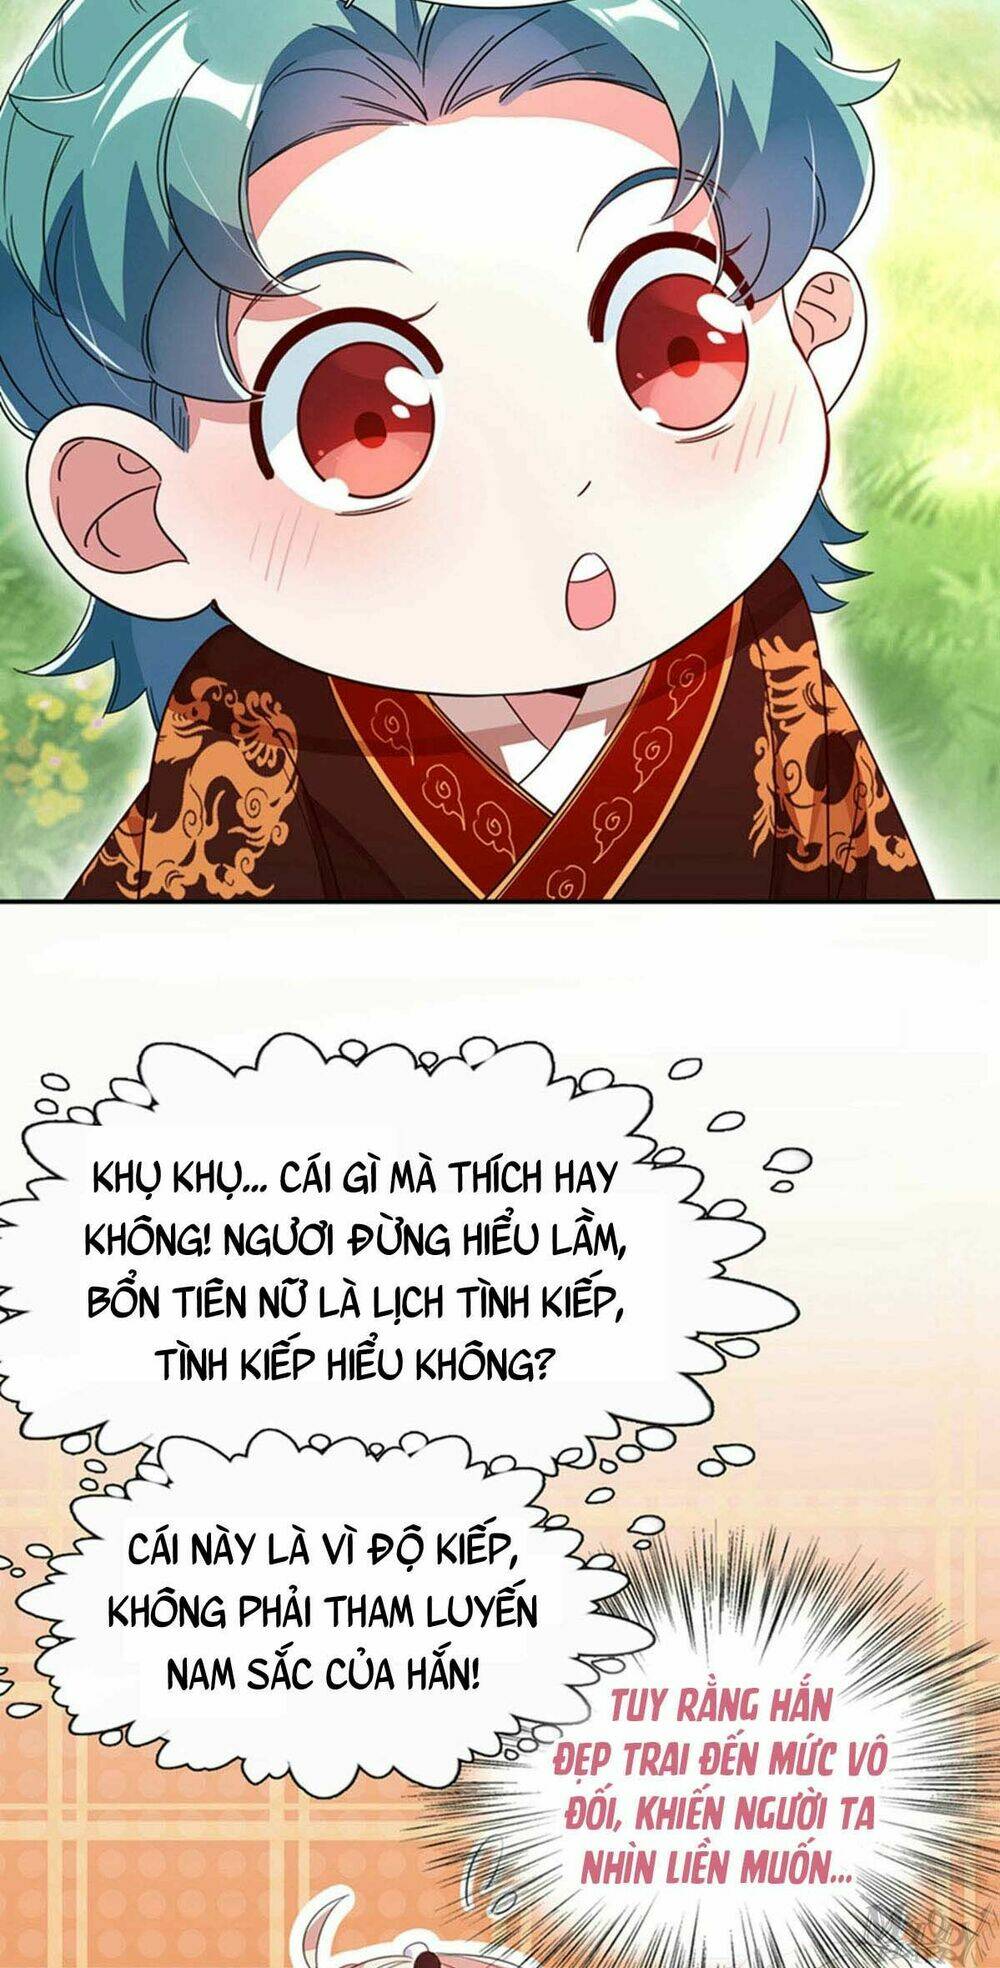 KHỤ KHỤ... CÁI GÌ MÀ THÍCH HAY
KHÔNG! NGƯƠI ĐỪNG HIỂU LẦM,
BỔN TIÊN NỮ LÀ LỊCH TÌNH KIẾP,
TÌNH KIẾP HIỂU KHÔNG?
CÁI NÀY LÀ VÌ ĐỘ KIẾP,
KHÔNG PHẢI THAM LUYẾN
NAM SẮC CỦA HẮN!
TUY RẰNG HẮN
ĐẸP TRAI ĐẾN MỨC VÔ
ĐỐI, KHIẾN NGƯỜI TA
NHÌN LIỀN MUỐN...